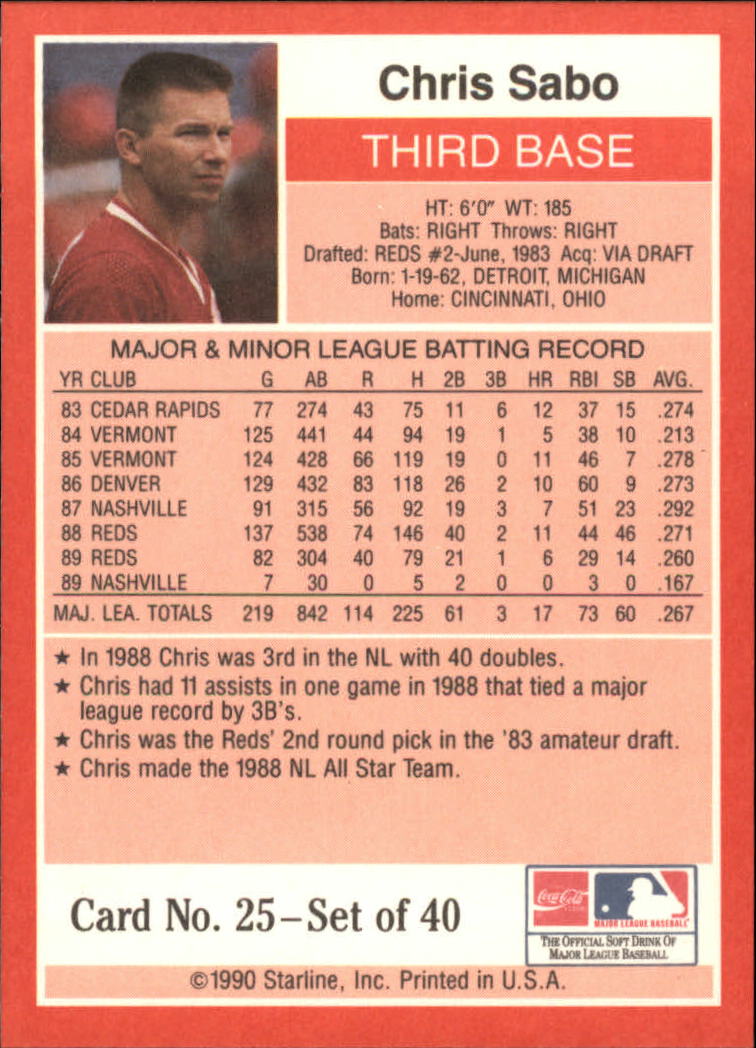 Chris Sabo
THIRD BASE
HT: 6'0" WT: 185
Bats: RIGHT Throws: RIGHT
Drafted: REDS #2-June, 1983 Acq: VIA DRAFT
Born: 1-19-62, DETROIT, MICHIGAN
Home: CINCINNATI, OHIO
MAJOR & MINOR LEAGUE BATTING RECORD
YR CLUB G AB R H 2B 3B HR RBI SB AVG.
83 CEDAR RAPIDS 77 274 43 75 11 6 12 37 15 .274
84 VERMONT 125 441 44 94 19 1 5 38 10 .213
85 VERMONT 124 428 66 119 19 0 11 46 7 .278
86 DENVER 129 432 83 118 26 2 10 60 9 .273
87 NASHVILLE 91 315 56 92 19 3 7 51 23 .292
88 REDS 137 538 74 146 40 2 11 44 46 .271
89 REDS 82 304 40 79 21 1 6 29 14 .260
89 NASHVILLE 7 30 0 5 2 0 0 3 0 .167
MAJ. LEA. TOTALS 219 842 114 225 61 3 17 73 60 .267
★ In 1988 Chris was 3rd in the NL with 40 doubles.
★ Chris had 11 assists in one game in 1988 that tied a major
league record by 3B's.
★ Chris was the Reds' 2nd round pick in the '83 amateur draft.
★ Chris made the 1988 NL All Star Team.
Card No. 25–Set of 40
Coca-Cola
MAJOR LEAGUE BASEBALL
THE OFFICIAL SOFT DRINK OF
MAJOR LEAGUE BASEBALL
©1990 Starline, Inc. Printed in U.S.A.